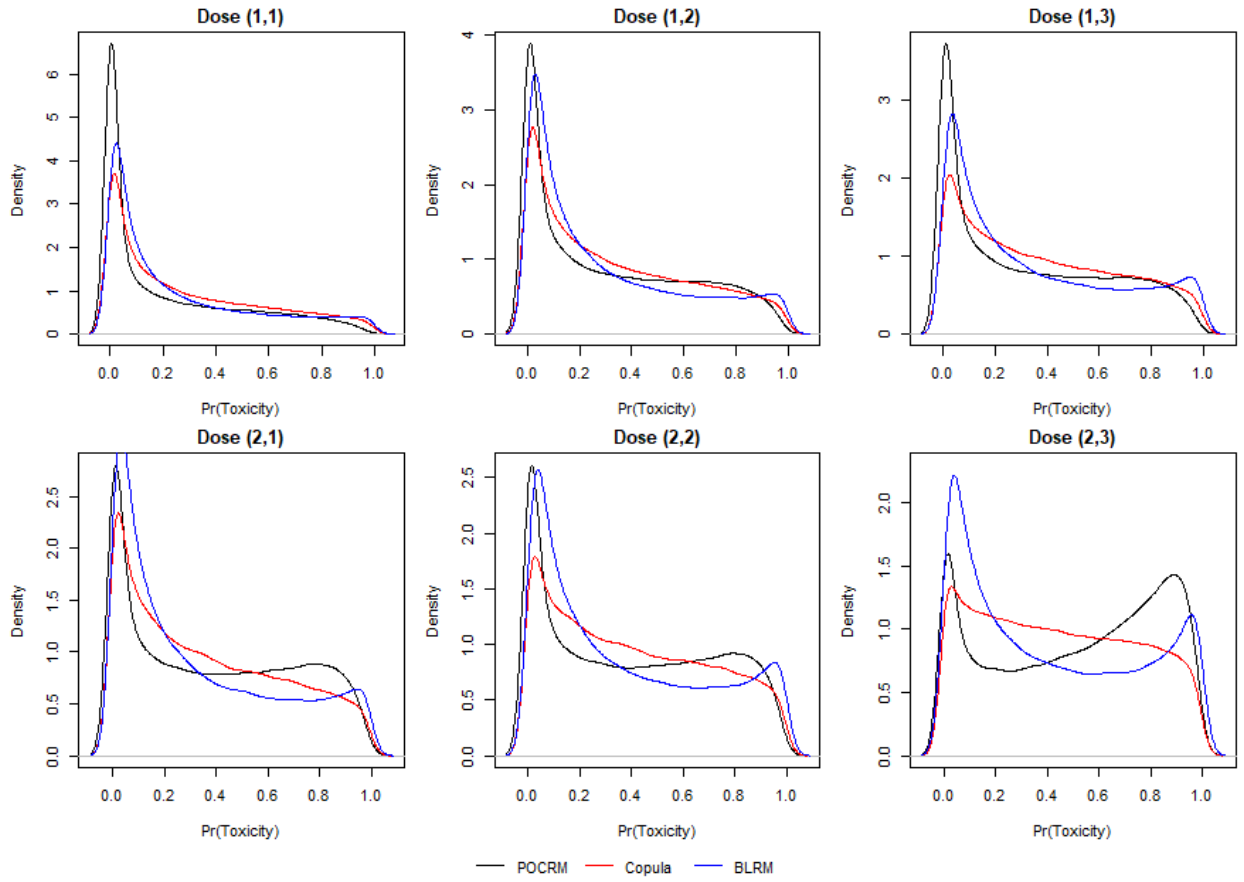 Dose (1,1)
Density
0 1 2 3 4 5 6
0.0 0.2 0.4 0.6 0.8 1.0
Pr(Toxicity)
Dose (1,2)
Density
0 1 2 3 4
0.0 0.2 0.4 0.6 0.8 1.0
Pr(Toxicity)
Dose (1,3)
Density
0 1 2 3
0.0 0.2 0.4 0.6 0.8 1.0
Pr(Toxicity)
Dose (2,1)
Density
0.0 0.5 1.0 1.5 2.0 2.5
0.0 0.2 0.4 0.6 0.8 1.0
Pr(Toxicity)
Dose (2,2)
Density
0.0 0.5 1.0 1.5 2.0 2.5
0.0 0.2 0.4 0.6 0.8 1.0
Pr(Toxicity)
Dose (2,3)
Density
0.0 0.5 1.0 1.5 2.0
0.0 0.2 0.4 0.6 0.8 1.0
Pr(Toxicity)
POCRM Copula BLRM